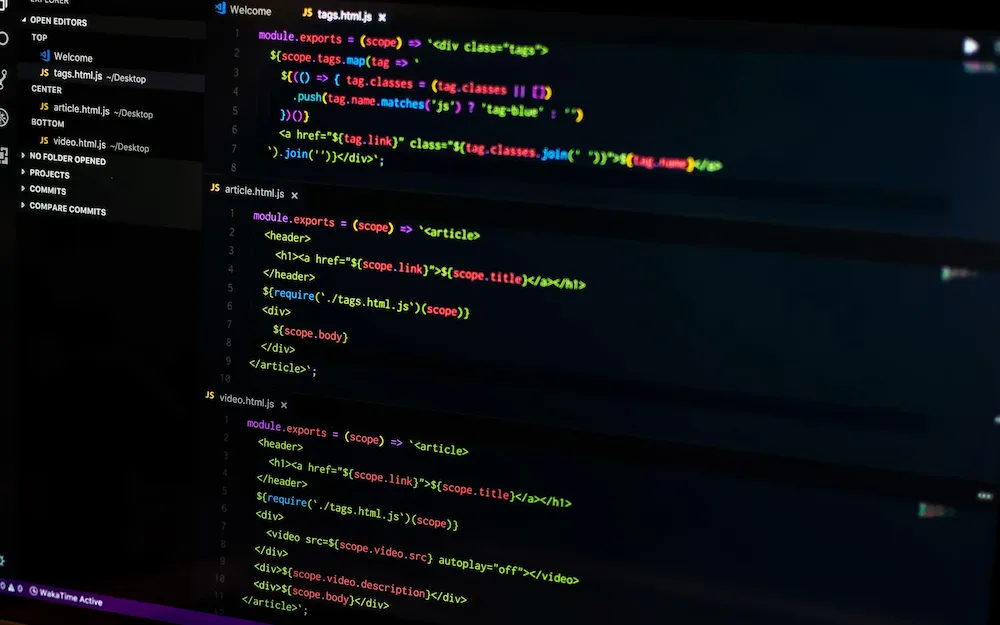 EXPLORER
OPEN EDITORS
TOP
Welcome
tags.html.js ~/Desktop
CENTER
JS article.html.js ~/Desktop
BOTTOM
JS video.html.js ~/Desktop
NO FOLDER OPENED
PROJECTS
COMMITS
COMPARE COMMITS
0 0 WakaTime Active
Welcome
JS tags.html.js ×
1 module.exports = (scope) => `<div class="tags">
2 ${scope.tags.map(tag => `
3 ${(() => { tag.classes = (tag.classes || [])
4 .push(tag.name.matches('js') ? 'tag-blue' : '')
5 })()}
6 <a href="${tag.link}" class="${tag.classes.join(' ')}">${tag.name}</a>
7 `).join('')}</div>`;
8
JS article.html.js ×
1 module.exports = (scope) => `<article>
2 <header>
3 <h1><a href="${scope.link}">${scope.title}</a></h1>
4 </header>
5 ${require('./tags.html.js')(scope)}
6 <div>
7 ${scope.body}
8 </div>
9 </article>`;
10
JS video.html.js ×
1 module.exports = (scope) => `<article>
2 <header>
3 <h1><a href="${scope.link}">${scope.title}</a></h1>
4 </header>
5 ${require('./tags.html.js')(scope)}
6 <div>
7 <video src=${scope.video.src} autoplay="off"></video>
8 </div>
9 <div>${scope.video.description}</div>
10 <div>${scope.body}</div>
11 </article>`;
12